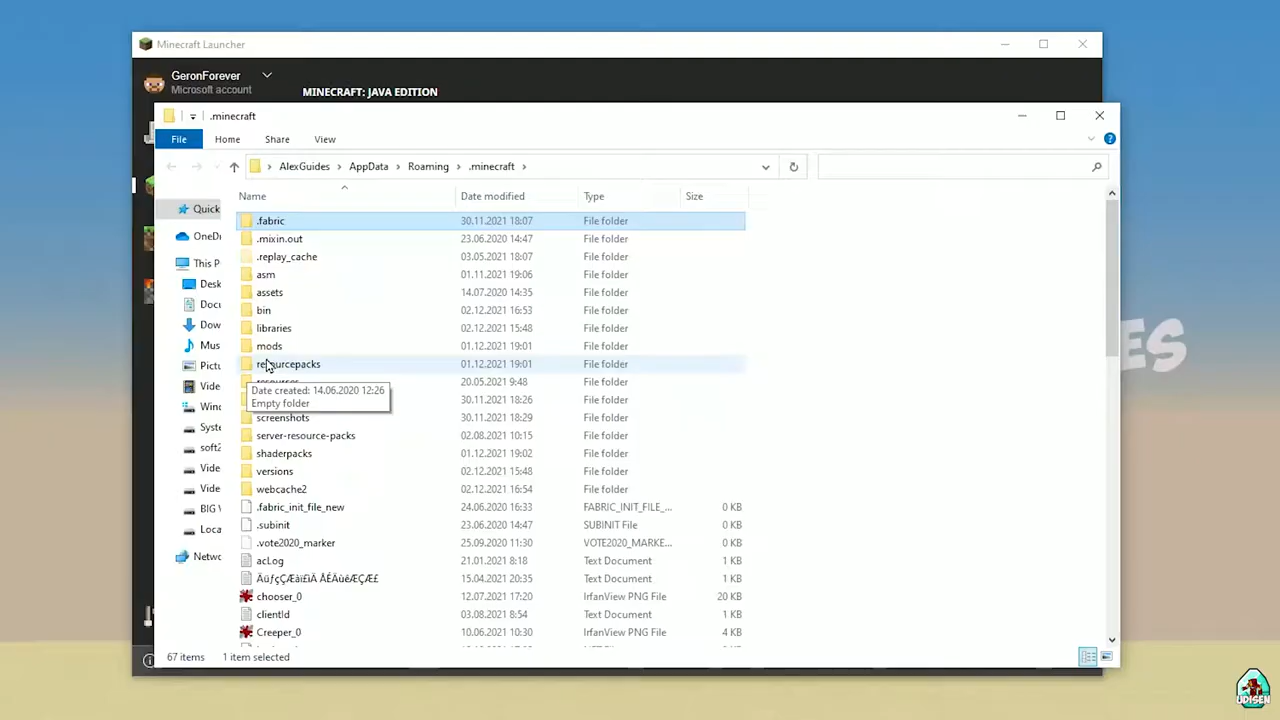 Minecraft Launcher
GeronForever
Microsoft account
MINECRAFT: JAVA EDITION
.minecraft
File Home Share View
AlexGuides > AppData > Roaming > .minecraft >
Name Date modified Type Size
Quick
OneDr
This P
Desk
Docu
Dow
Mus
Pictu
Vide
Wind
Syste
soft2
Vide
Vide
BIG
Loca
Netwo
.fabric 30.11.2021 18:07 File folder
.mixin.out 23.06.2020 14:47 File folder
.replay_cache 03.05.2021 18:07 File folder
asm 01.11.2021 19:06 File folder
assets 14.07.2020 14:35 File folder
bin 02.12.2021 16:53 File folder
libraries 02.12.2021 15:48 File folder
mods 01.12.2021 19:01 File folder
resourcepacks 01.12.2021 19:01 File folder
resources 20.05.2021 9:48 File folder
Date created: 14.06.2020 12:26
Empty folder
30.11.2021 18:26 File folder
screenshots 30.11.2021 18:29 File folder
server-resource-packs 02.08.2021 10:15 File folder
shaderpacks 01.12.2021 19:02 File folder
versions 02.12.2021 15:48 File folder
webcache2 02.12.2021 16:54 File folder
.fabric_init_file_new 24.06.2020 16:33 FABRIC_INIT_FILE_... 0 KB
.subinit 23.06.2020 14:47 SUBINIT File 0 KB
.vote2020_marker 25.09.2020 11:30 VOTE2020_MARKE... 0 KB
acLog 21.01.2021 8:18 Text Document 1 KB
15.04.2021 20:35 Text Document 1 KB
chooser_0 12.07.2021 17:20 IrfanView PNG File 20 KB
clientId 03.08.2021 8:54 Text Document 1 KB
Creeper_0 10.06.2021 10:30 IrfanView PNG File 4 KB
67 items 1 item selected
ES
UDISEN